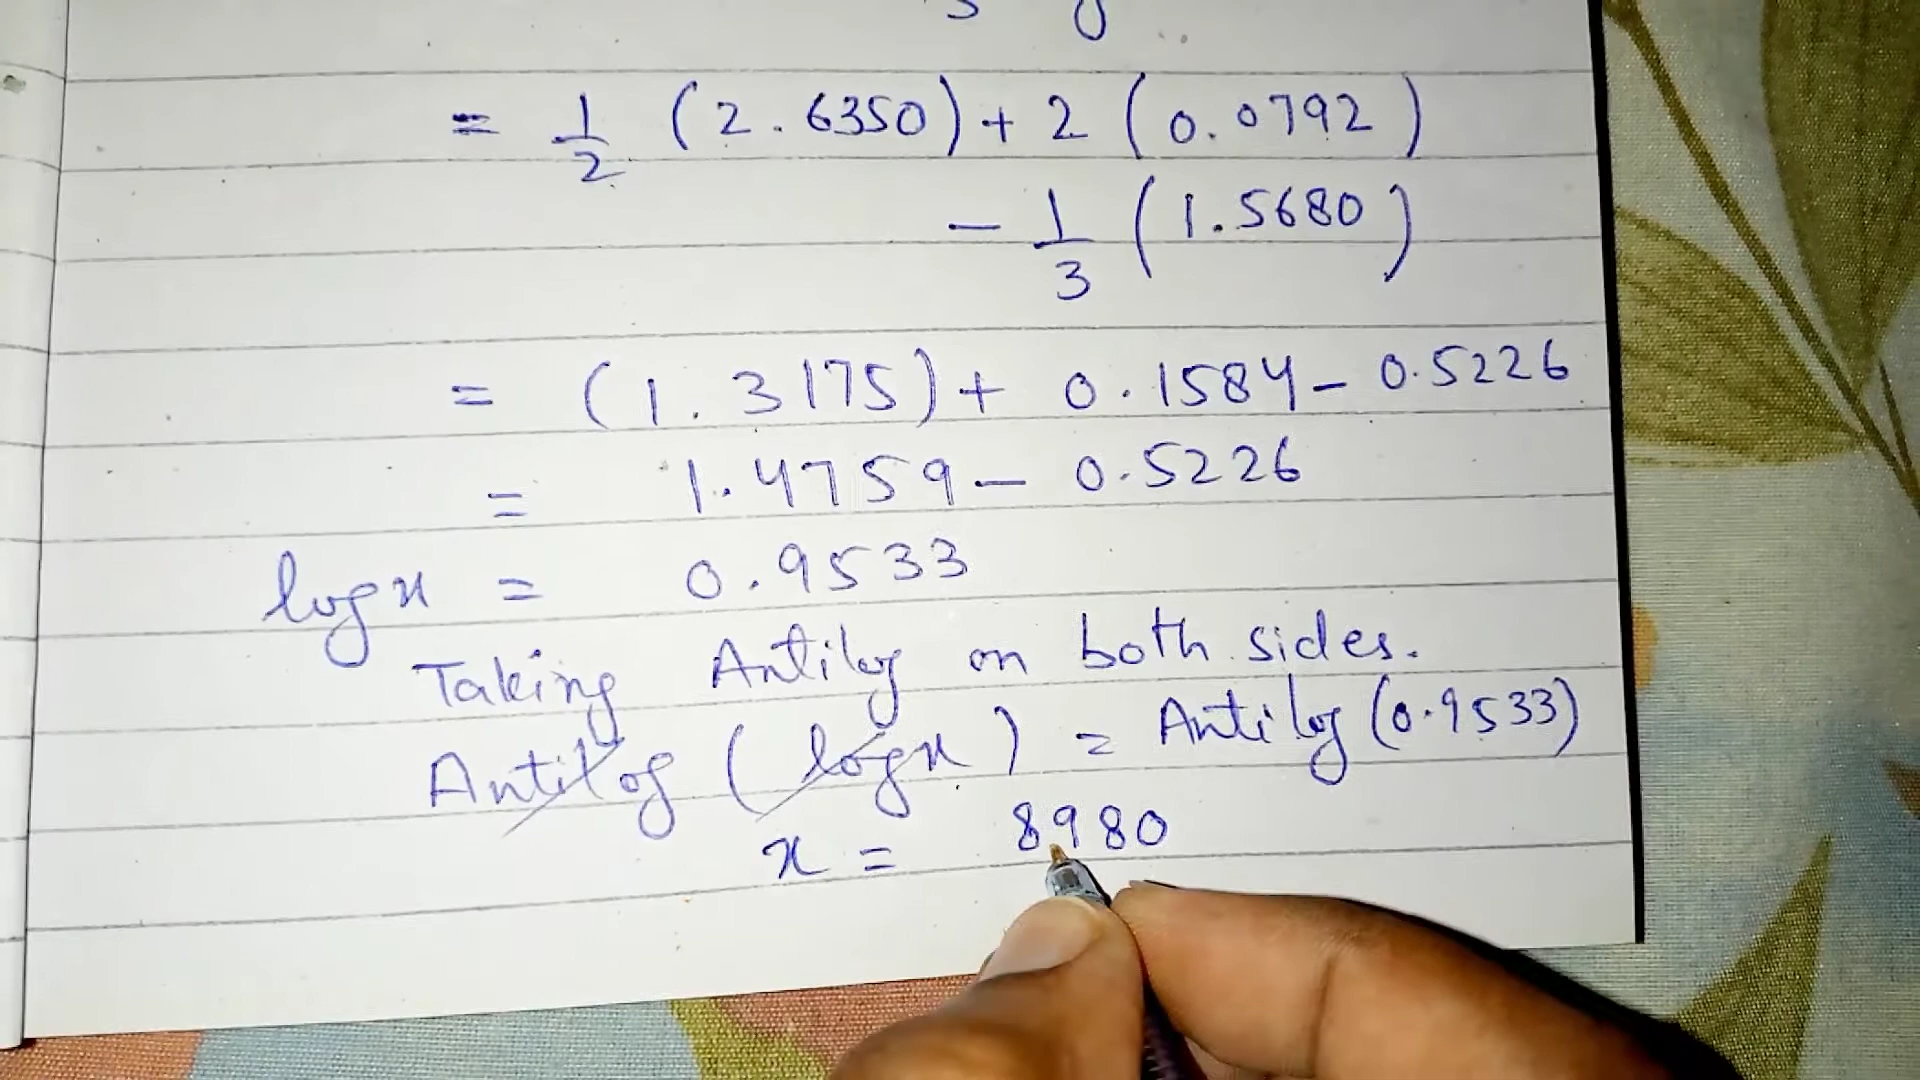 = 1/2 (2.6350) + 2 (0.0792)
- 1/3 (1.5680)
= (1.3175) + 0.1584 - 0.5226
= 1.4759 - 0.5226
log x = 0.9533
Taking Antilog on both sides.
Antilog (log x) = Antilog (0.9533)
x = 8980